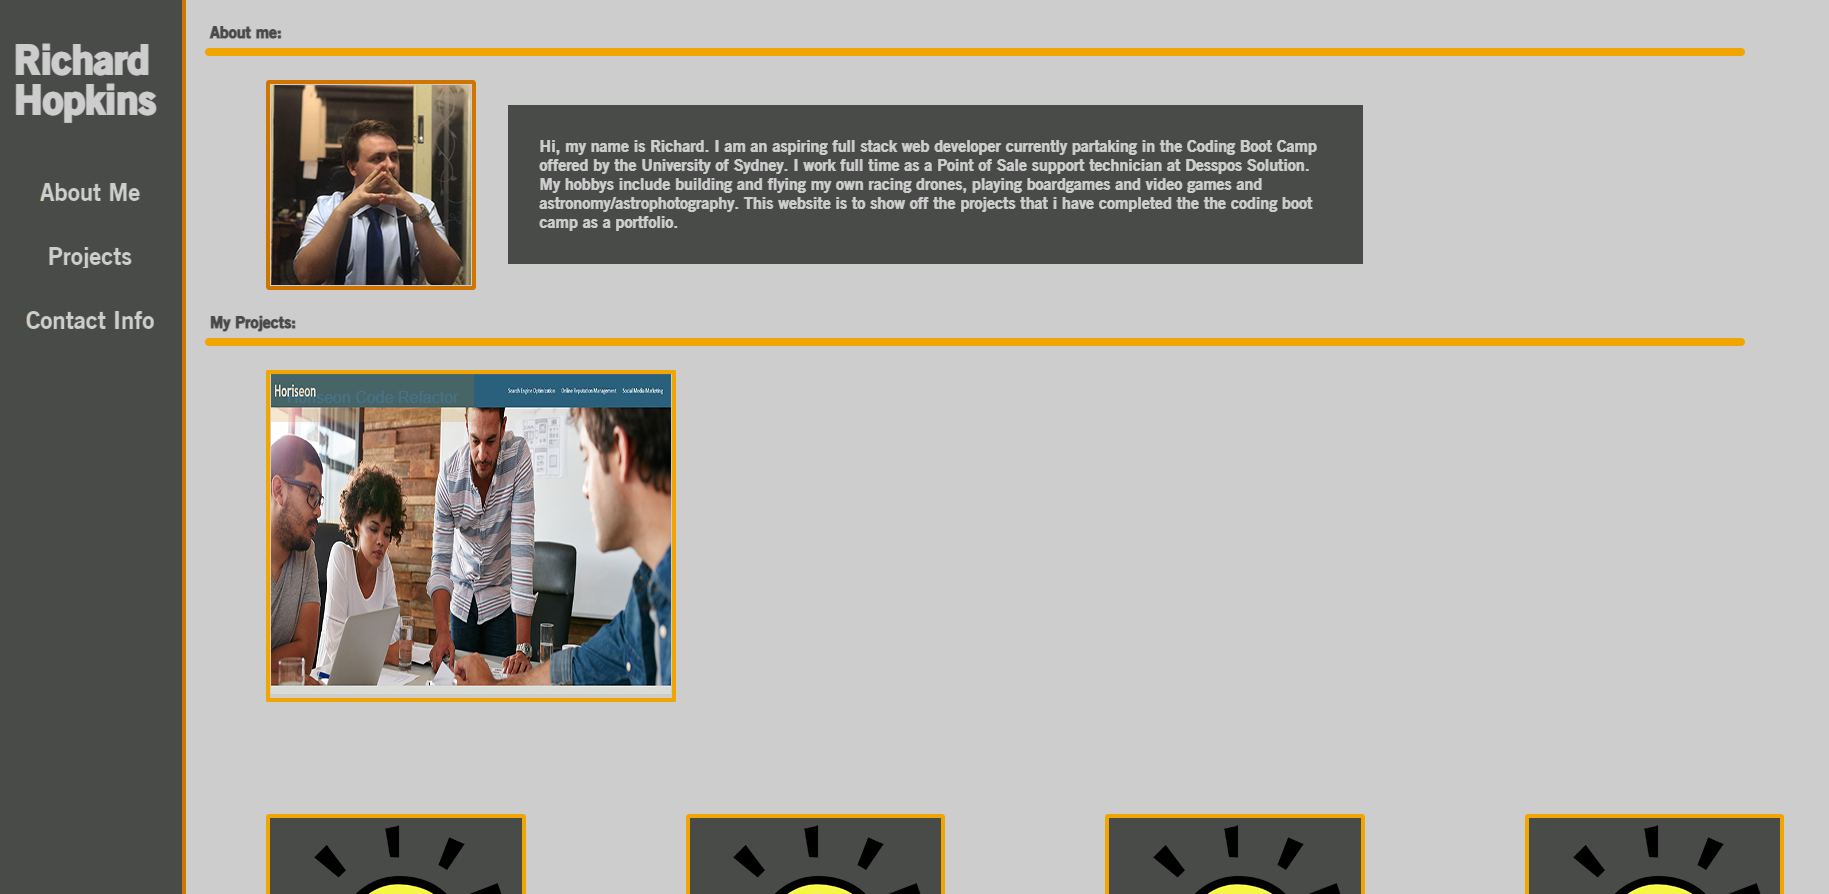 Richard
Hopkins
About Me
Projects
Contact Info
About me:
Hi, my name is Richard. I am an aspiring full stack web developer currently partaking in the Coding Boot Camp
offered by the University of Sydney. I work full time as a Point of Sale support technician at Desspos Solution.
My hobbys include building and flying my own racing drones, playing boardgames and video games and
astronomy/astrophotography. This website is to show off the projects that i have completed the the coding boot
camp as a portfolio.
My Projects:
Horiseon
Search Engine Optimization Online Reputation Management Social Media Marketing
Horiseon Code Refactor